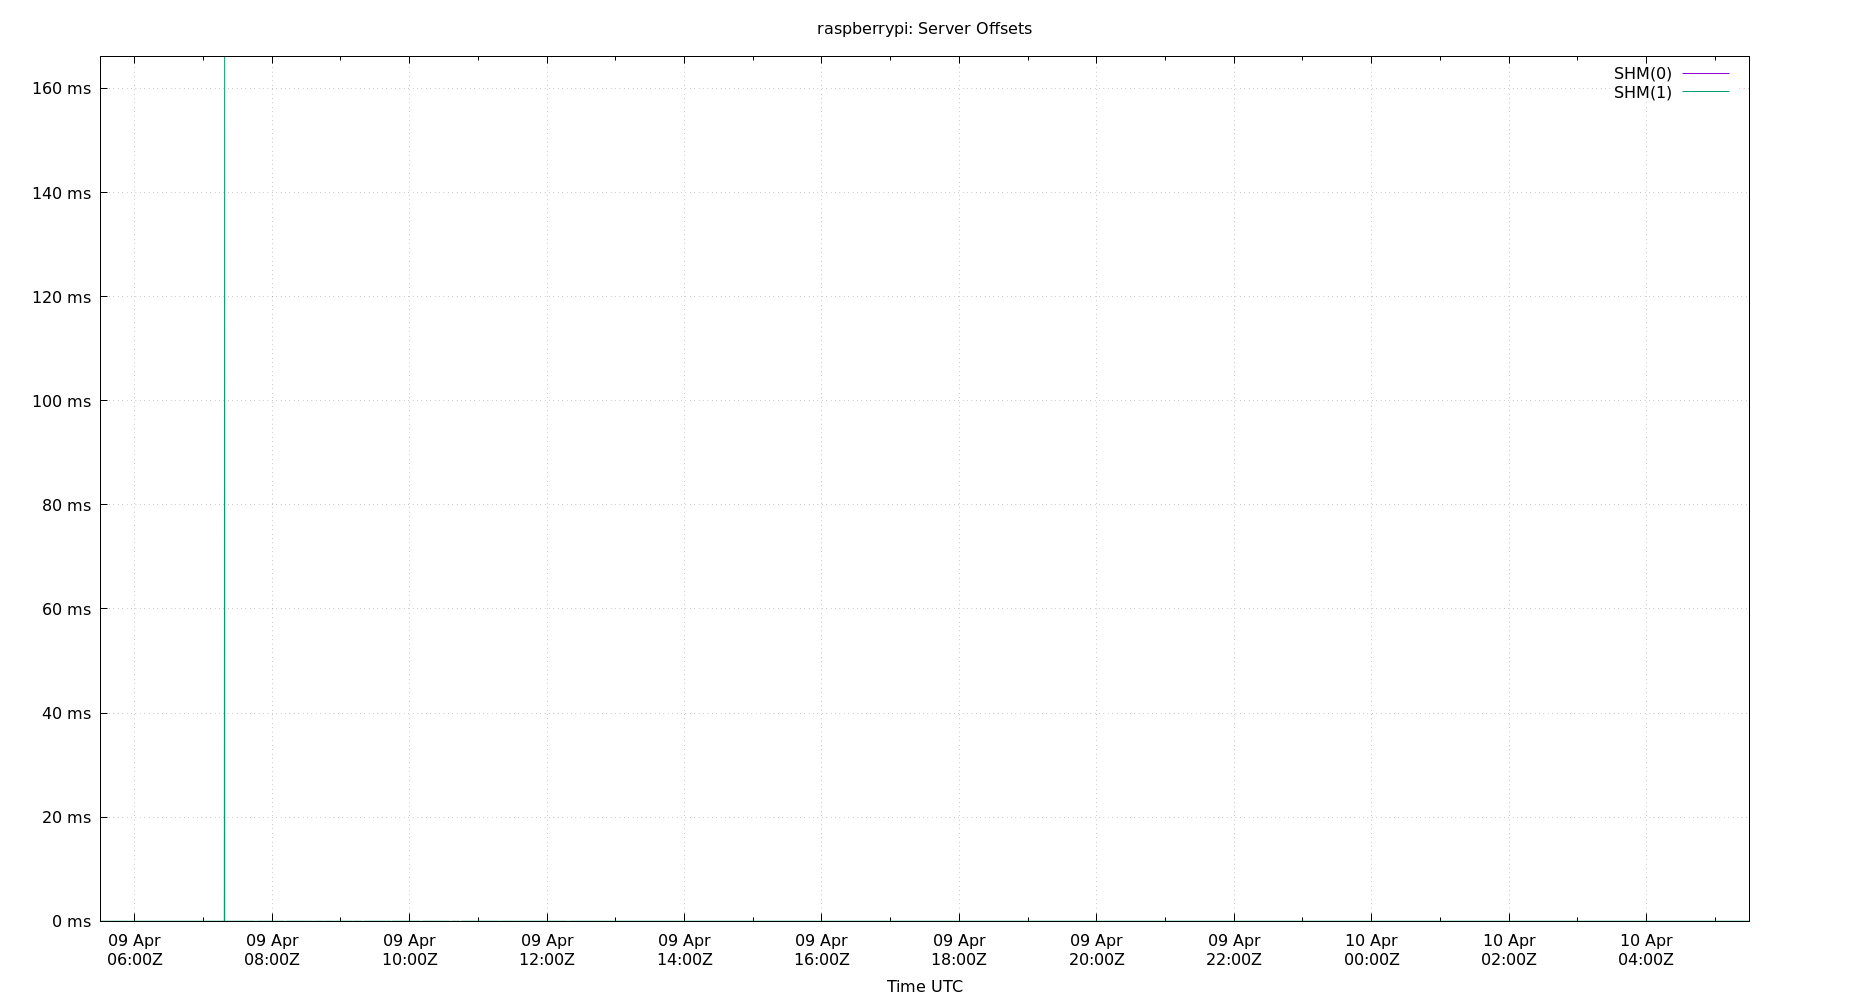 raspberrypi: Server Offsets
SHM(0)
SHM(1)
160 ms
140 ms
120 ms
100 ms
80 ms
60 ms
40 ms
20 ms
0 ms
09 Apr 09 Apr 09 Apr 09 Apr 09 Apr 09 Apr 09 Apr 09 Apr 09 Apr 10 Apr 10 Apr 10 Apr
06:00Z 08:00Z 10:00Z 12:00Z 14:00Z 16:00Z 18:00Z 20:00Z 22:00Z 00:00Z 02:00Z 04:00Z
Time UTC